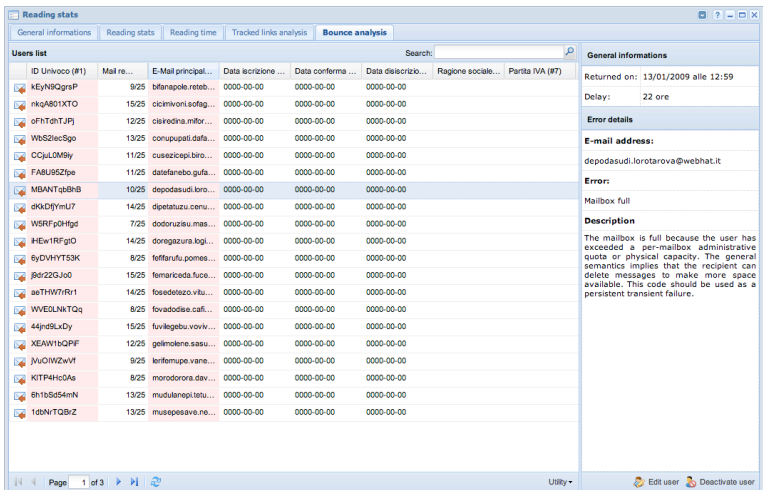 Reading stats
General informations Reading stats Reading time Tracked links analysis Bounce analysis
Users list Search:
ID Univoco (#1) Mail re... E-Mail principal... Data iscrizione ... Data conferma ... Data disiscrizio... Ragione sociale... Partita IVA (#7)
kEyN9QgrsP 9/25 bifanapole.reteb... 0000-00-00 0000-00-00 0000-00-00
nkqA801XTO 15/25 cicimivoni.sofag... 0000-00-00 0000-00-00 0000-00-00
oFhTdhTJPj 12/25 cisiredina.mifor... 0000-00-00 0000-00-00 0000-00-00
WbS2IecSgo 13/25 conupupati.dafa... 0000-00-00 0000-00-00 0000-00-00
CCjuL0M9iy 11/25 cusezicepi.biro... 0000-00-00 0000-00-00 0000-00-00
FA8U95Zfpe 11/25 datefanebo.gufa... 0000-00-00 0000-00-00 0000-00-00
MBANTqbBhB 10/25 depodasudi.loro... 0000-00-00 0000-00-00 0000-00-00
dKkDfjYmU7 14/25 dipetatuzu.cenu... 0000-00-00 0000-00-00 0000-00-00
W5RFp0Hfgd 7/25 dodoruzisu.mas... 0000-00-00 0000-00-00 0000-00-00
iHEw1RFgtO 14/25 doregazura.logi... 0000-00-00 0000-00-00 0000-00-00
6yDVHYT53K 8/25 fefifarufu.pomes... 0000-00-00 0000-00-00 0000-00-00
j9dr22GJo0 15/25 femariceda.fuce... 0000-00-00 0000-00-00 0000-00-00
aeTHW7rRr1 14/25 fosedetezo.vitu... 0000-00-00 0000-00-00 0000-00-00
WVE0LNkTQq 8/25 fovadodise.cafi... 0000-00-00 0000-00-00 0000-00-00
44jnd9LxDy 15/25 fuvilegebu.voviv... 0000-00-00 0000-00-00 0000-00-00
XEAW1bQPiF 12/25 gelimolene.sasu... 0000-00-00 0000-00-00 0000-00-00
jVuOIWZwVf 9/25 lerifemupe.vane... 0000-00-00 0000-00-00 0000-00-00
KITP4Hc0As 8/25 morodorora.dav... 0000-00-00 0000-00-00 0000-00-00
6h1bSd54mN 13/25 mudulanepi.tetu... 0000-00-00 0000-00-00 0000-00-00
1dbNrTQBrZ 13/25 musepesave.ne... 0000-00-00 0000-00-00 0000-00-00
Page 1 of 3 Utility
General informations
Returned on: 13/01/2009 alle 12:59
Delay: 22 ore
Error details
E-mail address:
depodasudi.lorotarova@webhat.it
Error:
Mailbox full
Description
The mailbox is full because the user has
exceeded a per-mailbox administrative
quota or physical capacity. The general
semantics implies that the recipient can
delete messages to make more space
available. This code should be used as a
persistent transient failure.
Edit user Deactivate user